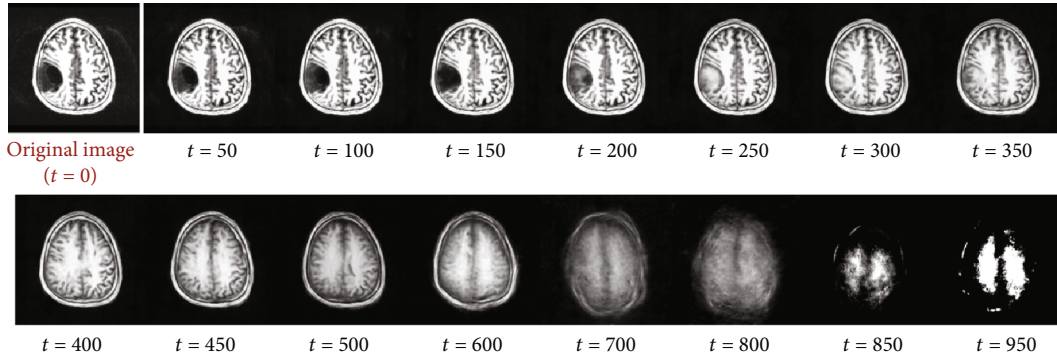 Original image
(t = 0)
t = 50
t = 100
t = 150
t = 200
t = 250
t = 300
t = 350
t = 400
t = 450
t = 500
t = 600
t = 700
t = 800
t = 850
t = 950